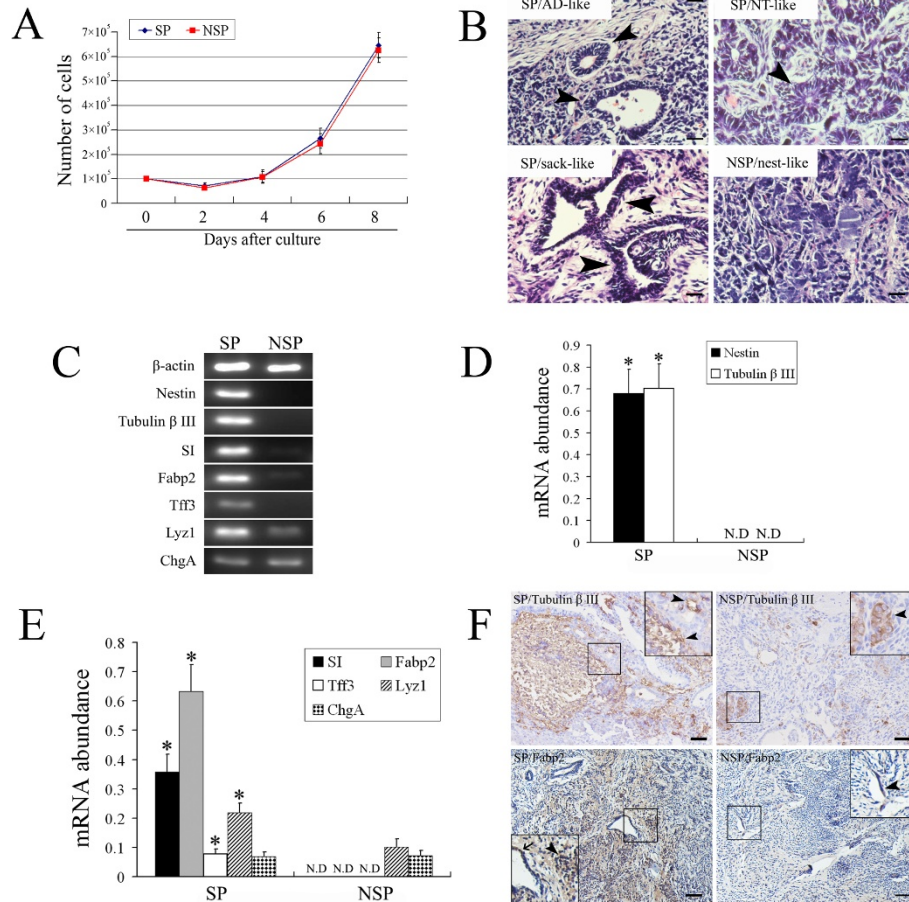 A
SP
NSP
Number of cells
7×10⁵
6×10⁵
5×10⁵
4×10⁵
3×10⁵
2×10⁵
1×10⁵
0
0 2 4 6 8
Days after culture
B
SP/AD-like
SP/NT-like
SP/sack-like
NSP/nest-like
C
SP NSP
β-actin
Nestin
Tubulin β III
SI
Fabp2
Tff3
Lyz1
ChgA
D
mRNA abundance
0.9
0.8
0.7
0.6
0.5
0.4
0.3
0.2
0.1
0
* *
Nestin
Tubulin β III
N.D N.D
SP NSP
E
mRNA abundance
0.8
0.7
0.6
0.5
0.4
0.3
0.2
0.1
0
* * * *
SI Fabp2
Tff3 Lyz1
ChgA
N.D N.D N.D
SP NSP
F
SP/Tubulin β III
NSP/Tubulin β III
SP/Fabp2
NSP/Fabp2